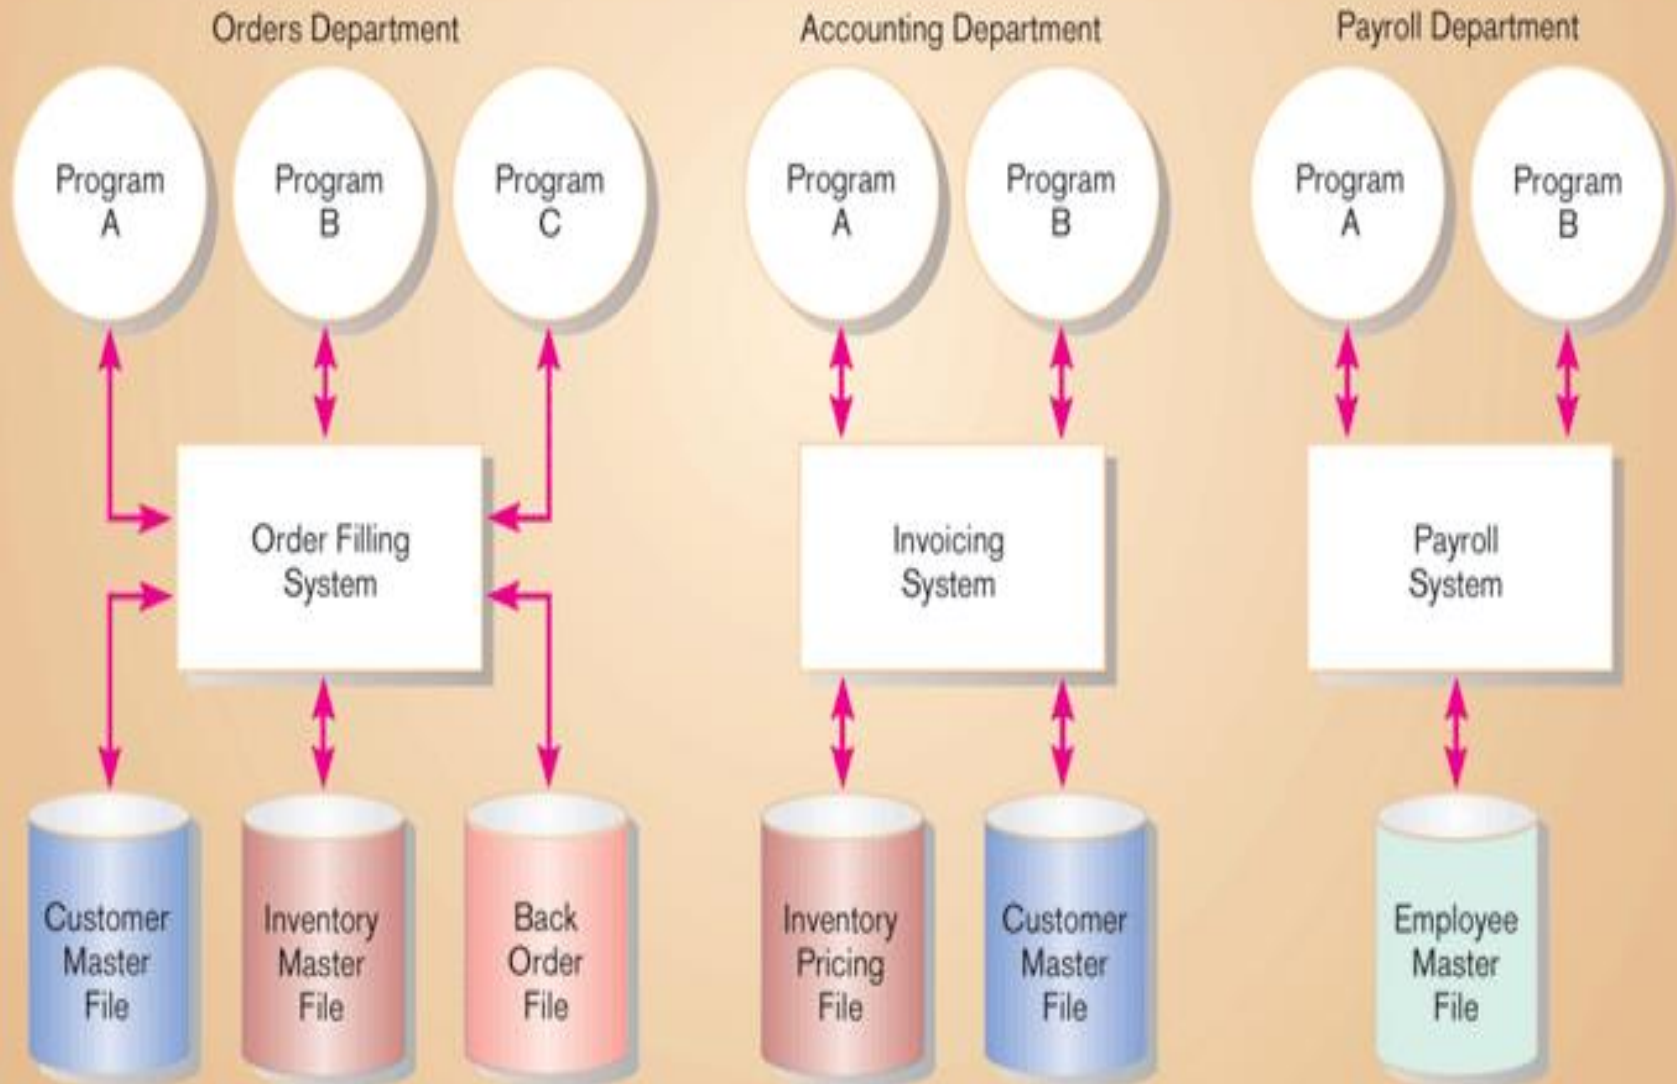 Orders Department
Accounting Department
Payroll Department
Program
A
Program
B
Program
C
Program
A
Program
B
Program
A
Program
B
Order Filling
System
Invoicing
System
Payroll
System
Customer
Master
File
Inventory
Master
File
Back
Order
File
Inventory
Pricing
File
Customer
Master
File
Employee
Master
File